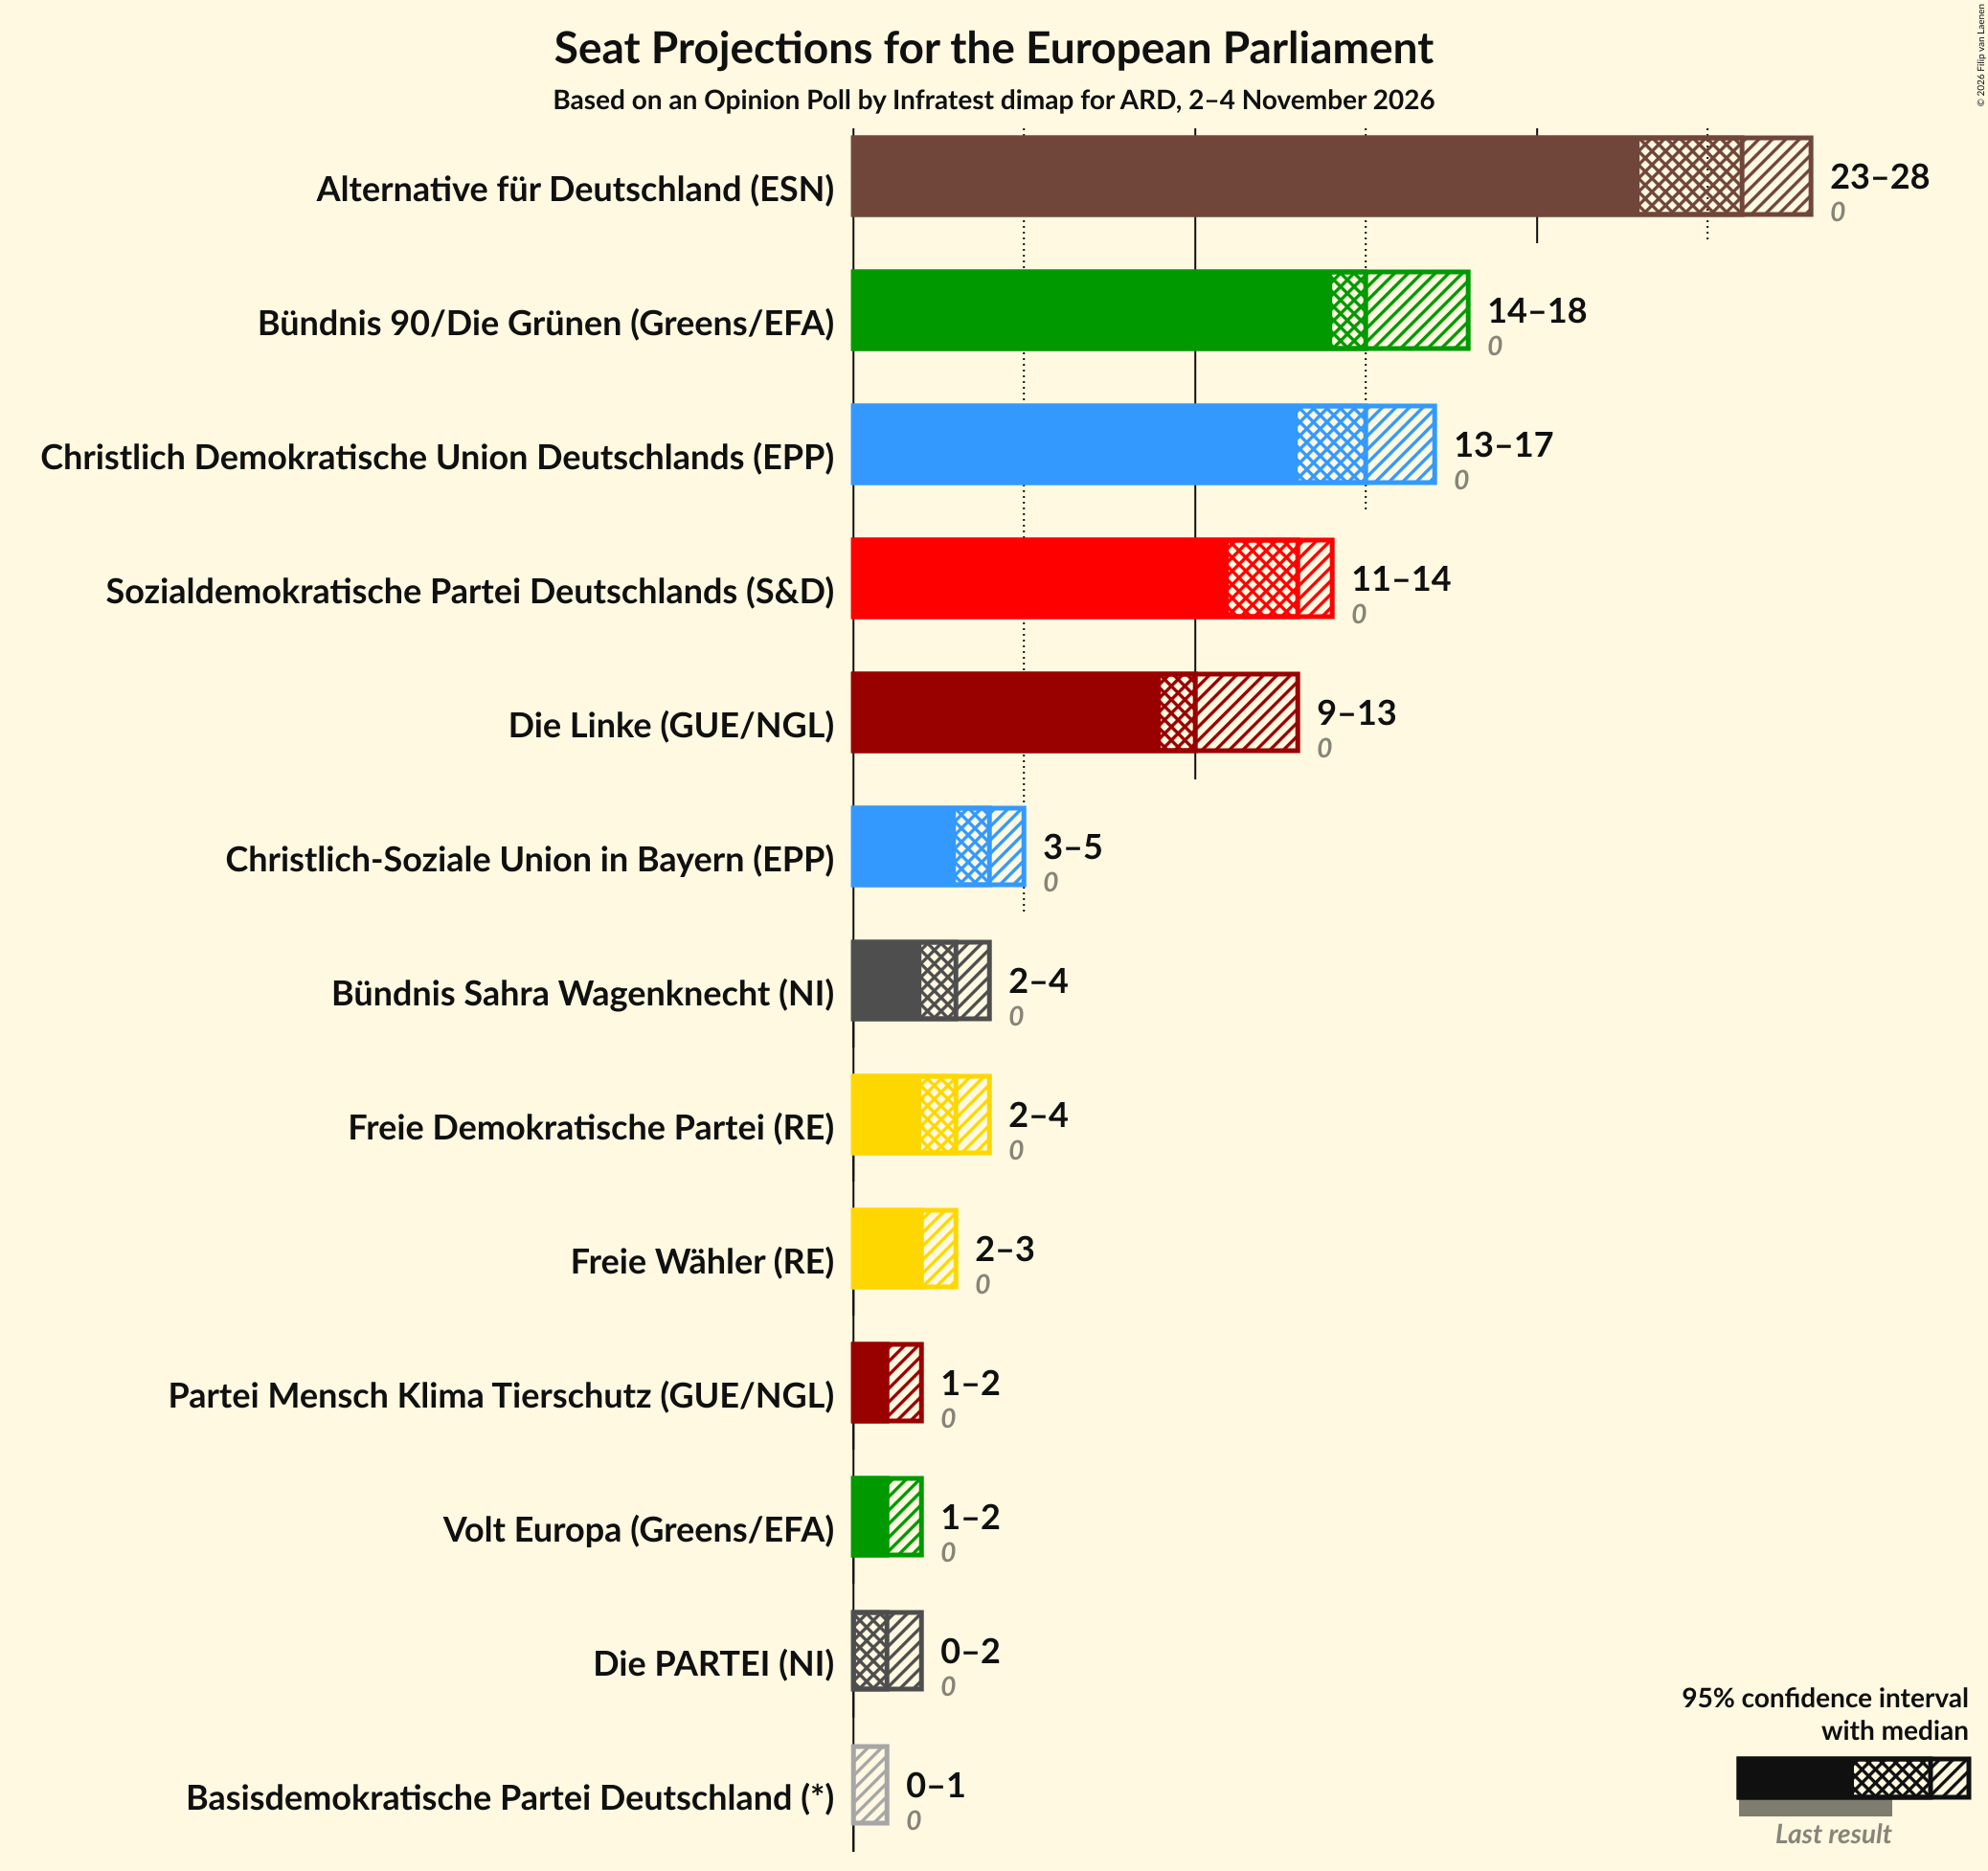 Seat Projections for the European Parliament
Based on an Opinion Poll by Infratest dimap for ARD, 2–4 November 2026
© 2026 Filip van Laenen
Alternative für Deutschland (ESN)
23–28
0
Bündnis 90/Die Grünen (Greens/EFA)
14–18
0
Christlich Demokratische Union Deutschlands (EPP)
13–17
0
Sozialdemokratische Partei Deutschlands (S&D)
11–14
0
Die Linke (GUE/NGL)
9–13
0
Christlich-Soziale Union in Bayern (EPP)
3–5
0
Bündnis Sahra Wagenknecht (NI)
2–4
0
Freie Demokratische Partei (RE)
2–4
0
Freie Wähler (RE)
2–3
0
Partei Mensch Klima Tierschutz (GUE/NGL)
1–2
0
Volt Europa (Greens/EFA)
1–2
0
Die PARTEI (NI)
0–2
0
Basisdemokratische Partei Deutschland (*)
0–1
0
95% confidence interval
with median
Last result